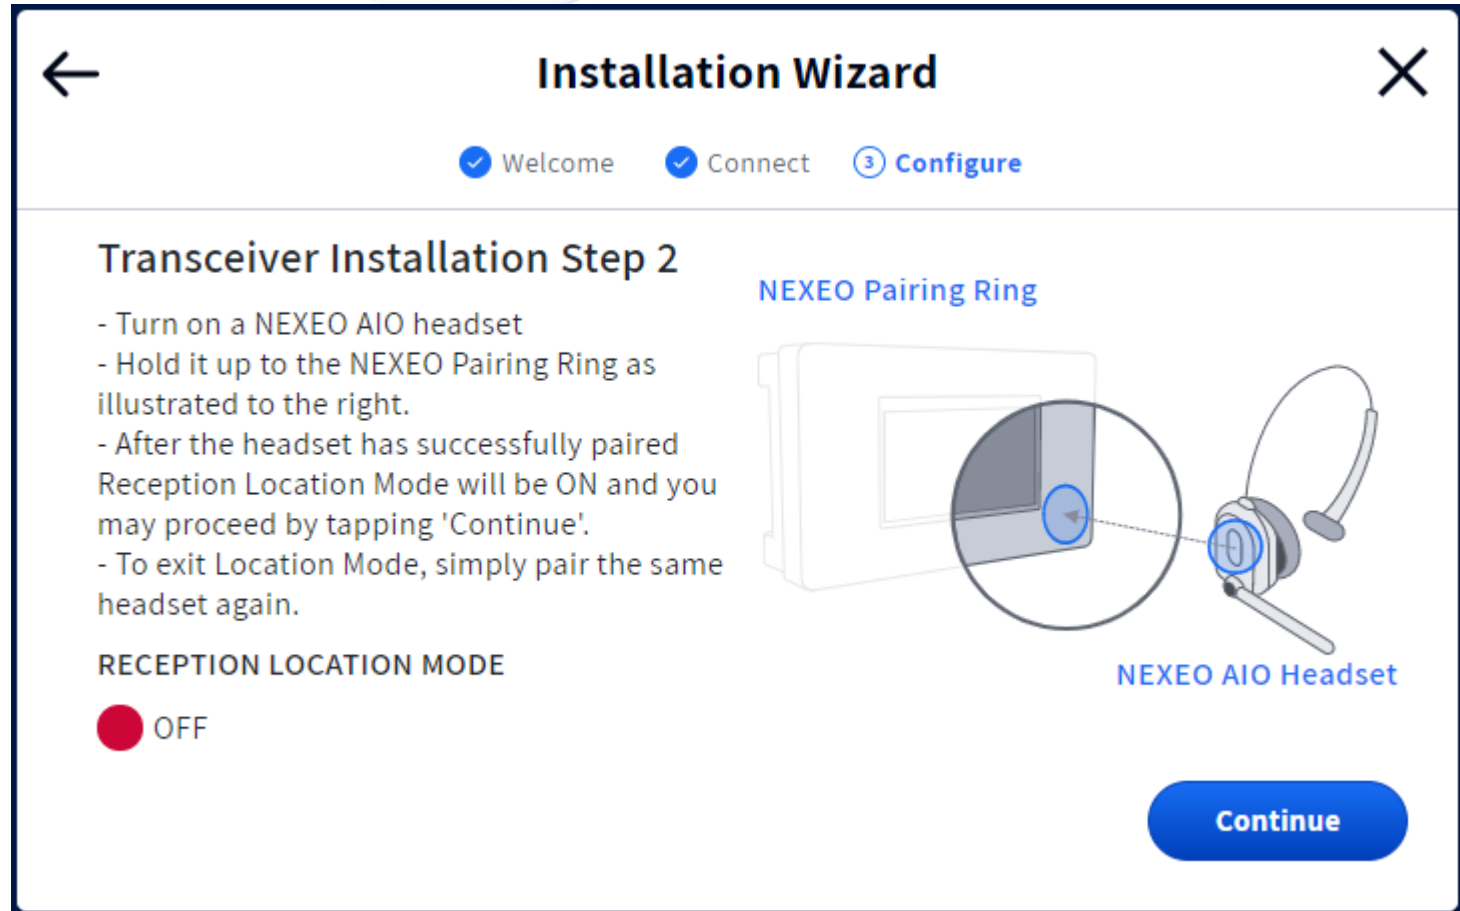 Installation Wizard
Welcome
Connect
3 Configure
Transceiver Installation Step 2
NEXEO Pairing Ring
- Turn on a NEXEO AIO headset
- Hold it up to the NEXEO Pairing Ring as
illustrated to the right.
- After the headset has successfully paired
Reception Location Mode will be ON and you
may proceed by tapping 'Continue'.
- To exit Location Mode, simply pair the same
headset again.
RECEPTION LOCATION MODE
NEXEO AIO Headset
OFF
Continue